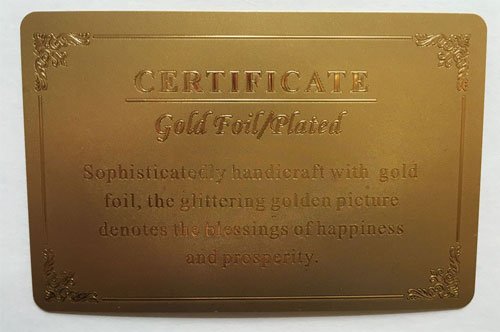 CERTIFICATE
Gold Foil/Plated
Sophisticatedly handicraft with gold
foil, the glittering golden picture
denotes the blessings of happiness
and prosperity.